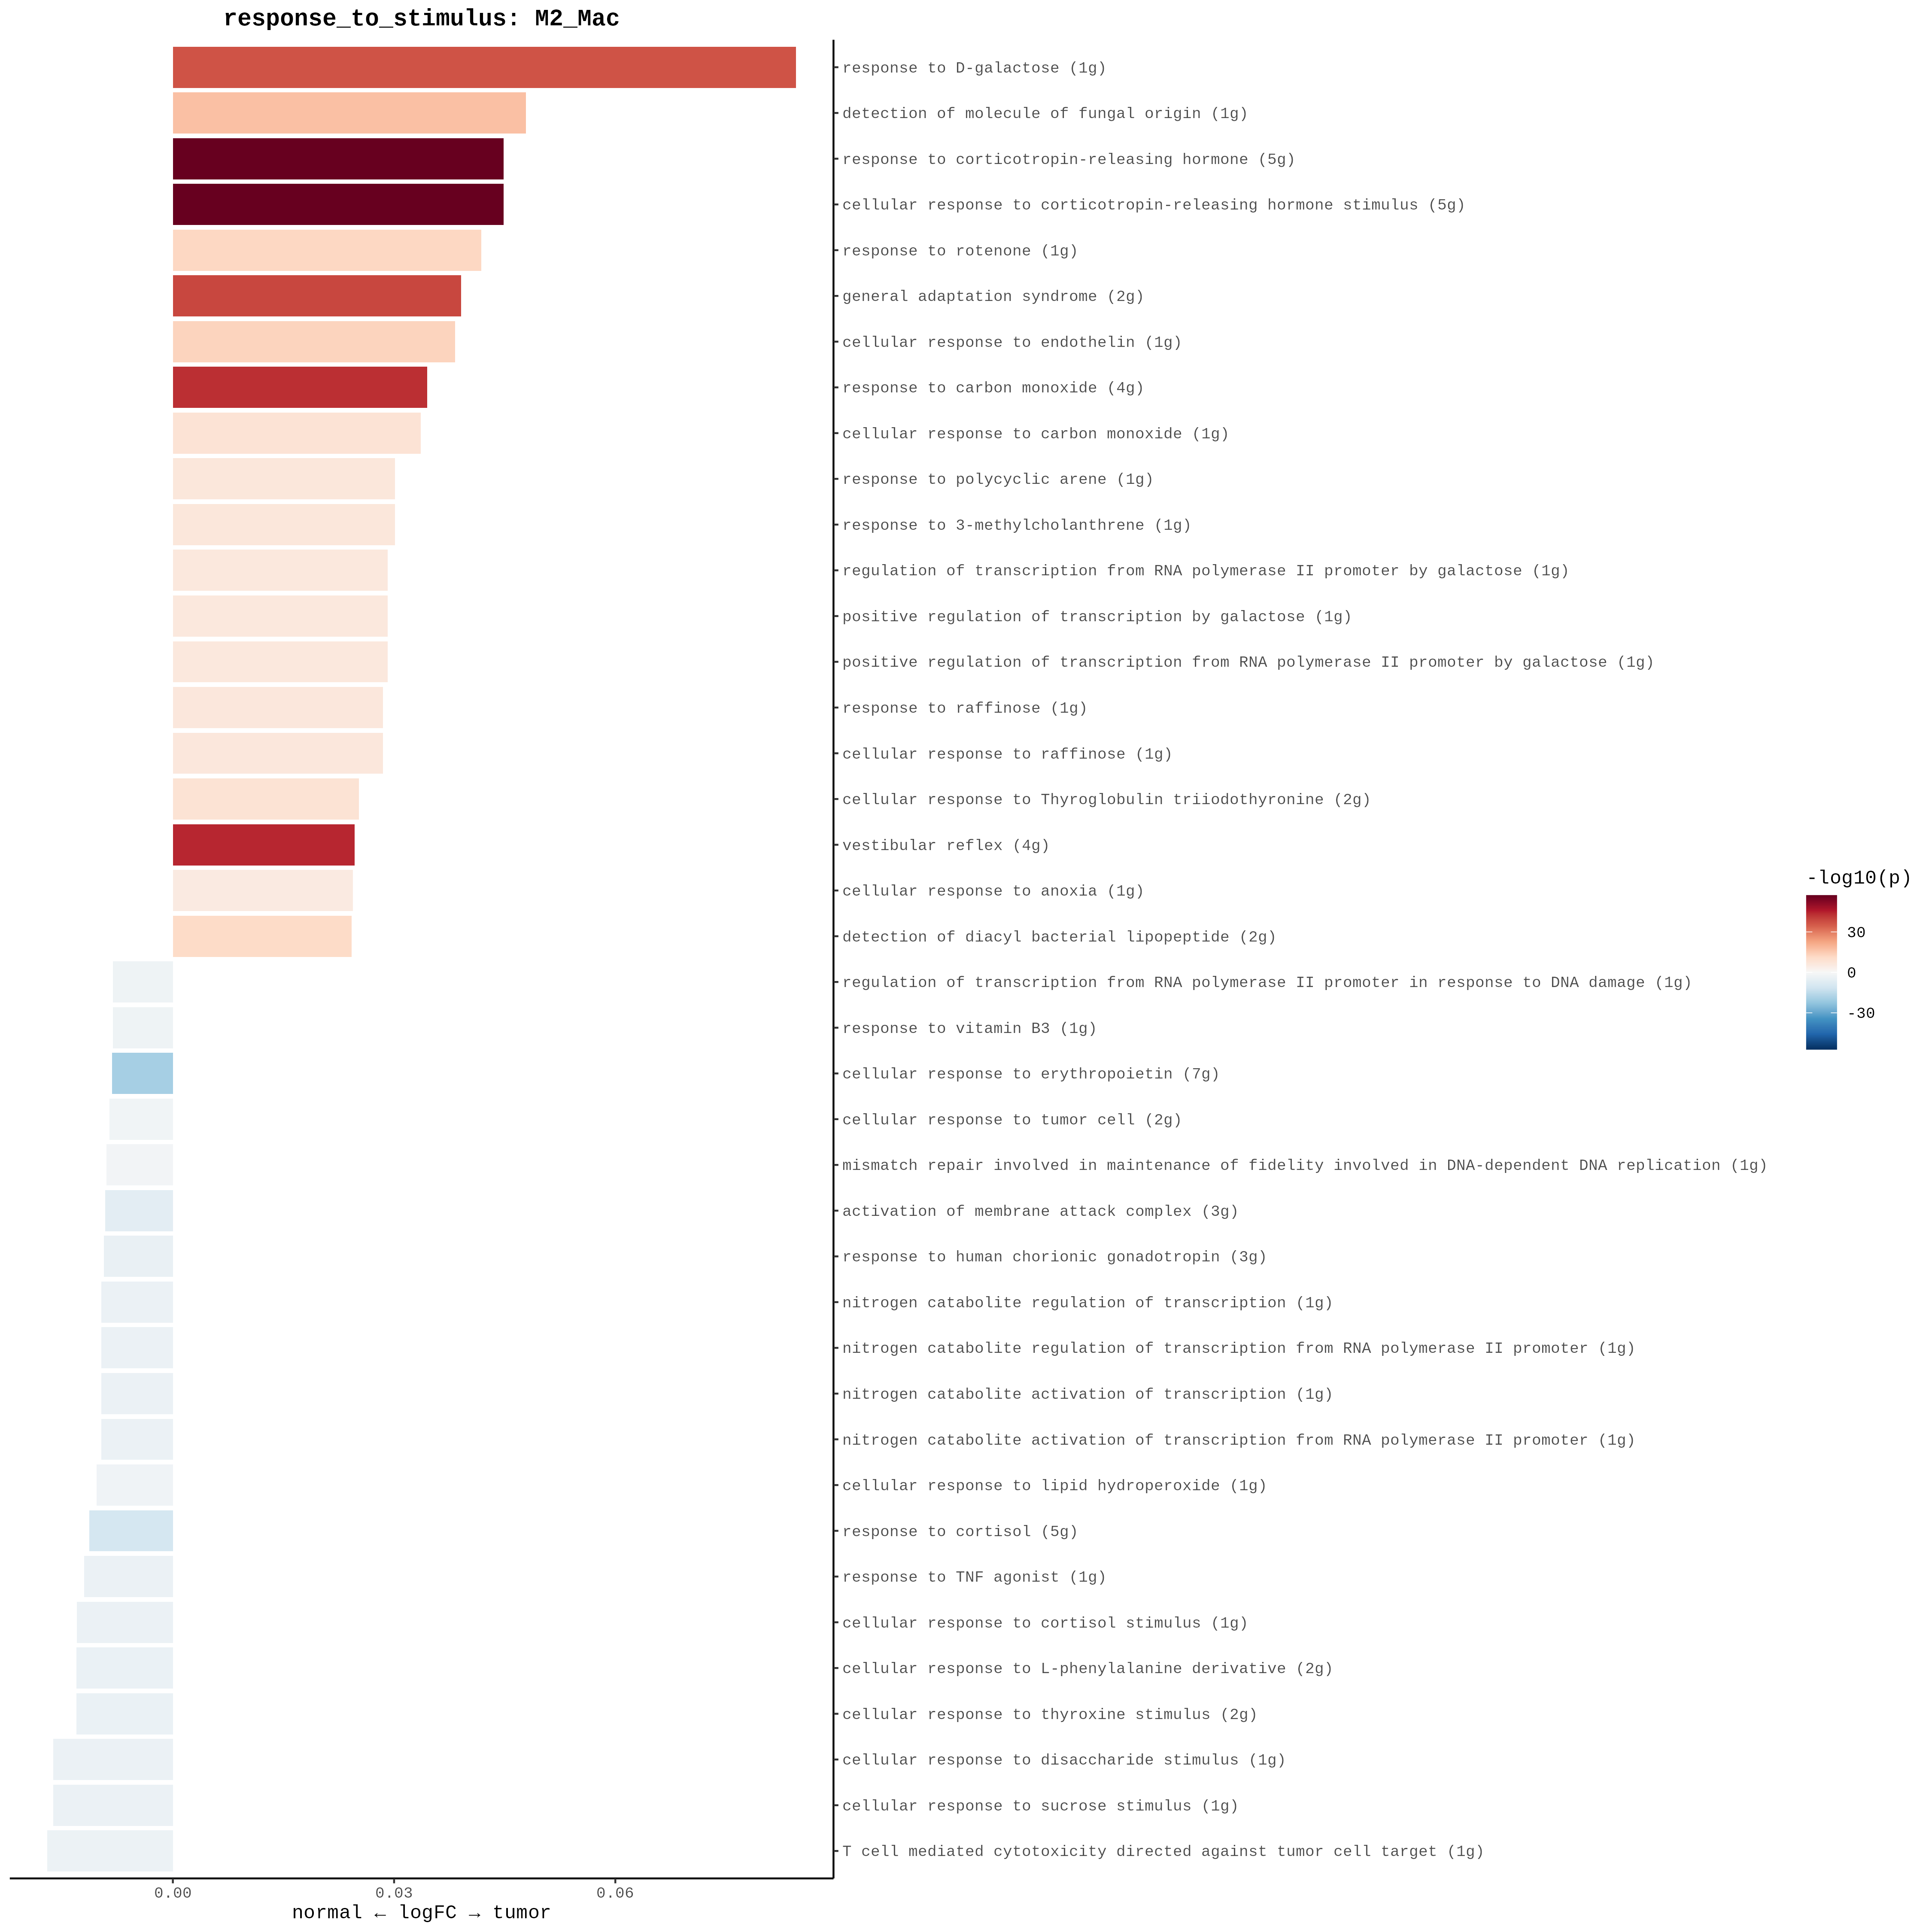 response_to_stimulus: M2_Mac
response to D-galactose (1g)
detection of molecule of fungal origin (1g)
response to corticotropin-releasing hormone (5g)
cellular response to corticotropin-releasing hormone stimulus (5g)
response to rotenone (1g)
general adaptation syndrome (2g)
cellular response to endothelin (1g)
response to carbon monoxide (4g)
cellular response to carbon monoxide (1g)
response to polycyclic arene (1g)
response to 3-methylcholanthrene (1g)
regulation of transcription from RNA polymerase II promoter by galactose (1g)
positive regulation of transcription by galactose (1g)
positive regulation of transcription from RNA polymerase II promoter by galactose (1g)
response to raffinose (1g)
cellular response to raffinose (1g)
cellular response to Thyroglobulin triiodothyronine (2g)
vestibular reflex (4g)
cellular response to anoxia (1g)
detection of diacyl bacterial lipopeptide (2g)
regulation of transcription from RNA polymerase II promoter in response to DNA damage (1g)
response to vitamin B3 (1g)
cellular response to erythropoietin (7g)
cellular response to tumor cell (2g)
mismatch repair involved in maintenance of fidelity involved in DNA-dependent DNA replication (1g)
activation of membrane attack complex (3g)
response to human chorionic gonadotropin (3g)
nitrogen catabolite regulation of transcription (1g)
nitrogen catabolite regulation of transcription from RNA polymerase II promoter (1g)
nitrogen catabolite activation of transcription (1g)
nitrogen catabolite activation of transcription from RNA polymerase II promoter (1g)
cellular response to lipid hydroperoxide (1g)
response to cortisol (5g)
response to TNF agonist (1g)
cellular response to cortisol stimulus (1g)
cellular response to L-phenylalanine derivative (2g)
cellular response to thyroxine stimulus (2g)
cellular response to disaccharide stimulus (1g)
cellular response to sucrose stimulus (1g)
T cell mediated cytotoxicity directed against tumor cell target (1g)
0.00 0.03 0.06
normal ← logFC → tumor
-log10(p)
30
0
-30